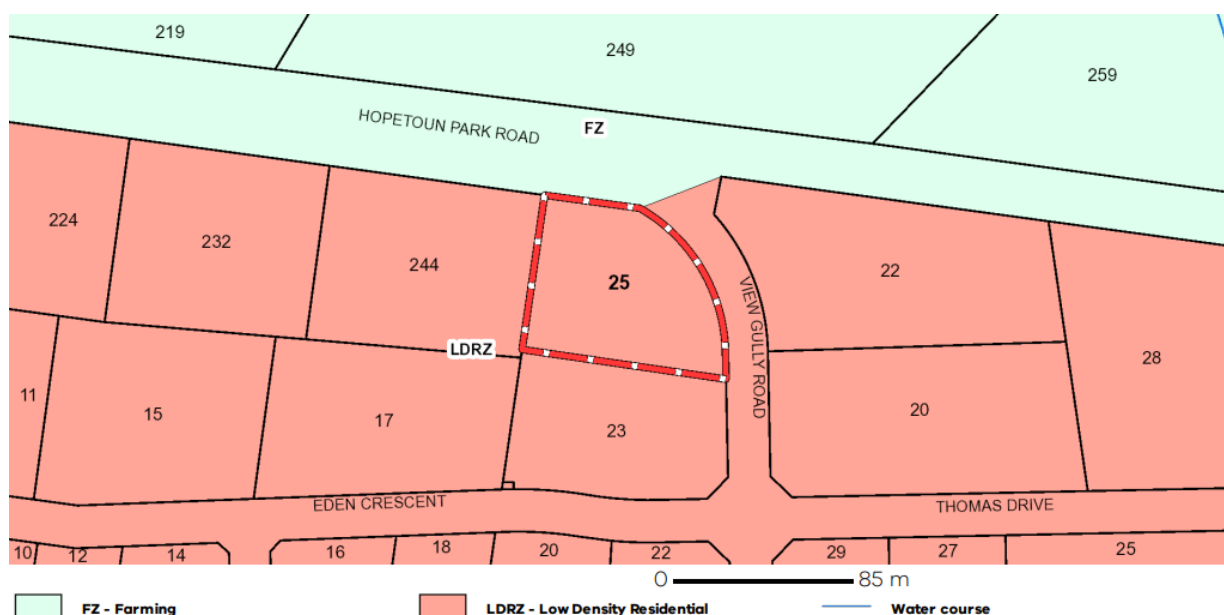 219
249
259
HOPETOUN PARK ROAD
FZ
224
232
244
25
22
VIEW GULLY ROAD
LDRZ
28
11
15
17
23
20
EDEN CRESCENT
THOMAS DRIVE
10
12
14
16
18
20
22
29
27
25
0 85 m
FZ - Farming
LDRZ - Low Density Residential
Water course